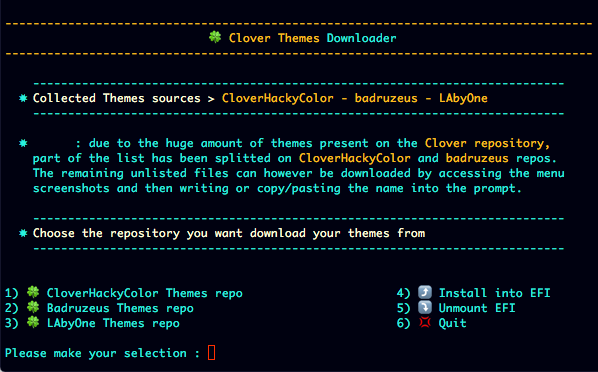 🍀 Clover Themes Downloader
✷ Collected Themes sources > CloverHackyColor - badruzeus - LAbyOne
✷ : due to the huge amount of themes present on the Clover repository,
part of the list has been splitted on CloverHackyColor and badruzeus repos.
The remaining unlisted files can however be downloaded by accessing the menu
screenshots and then writing or copy/pasting the name into the prompt.
✷ Choose the repository you want download your themes from
1) 🍀 CloverHackyColor Themes repo
2) 🍀 Badruzeus Themes repo
3) 🍀 LAbyOne Themes repo
4) ⤴️ Install into EFI
5) ⤵️ Unmount EFI
6) 💢 Quit
Please make your selection :